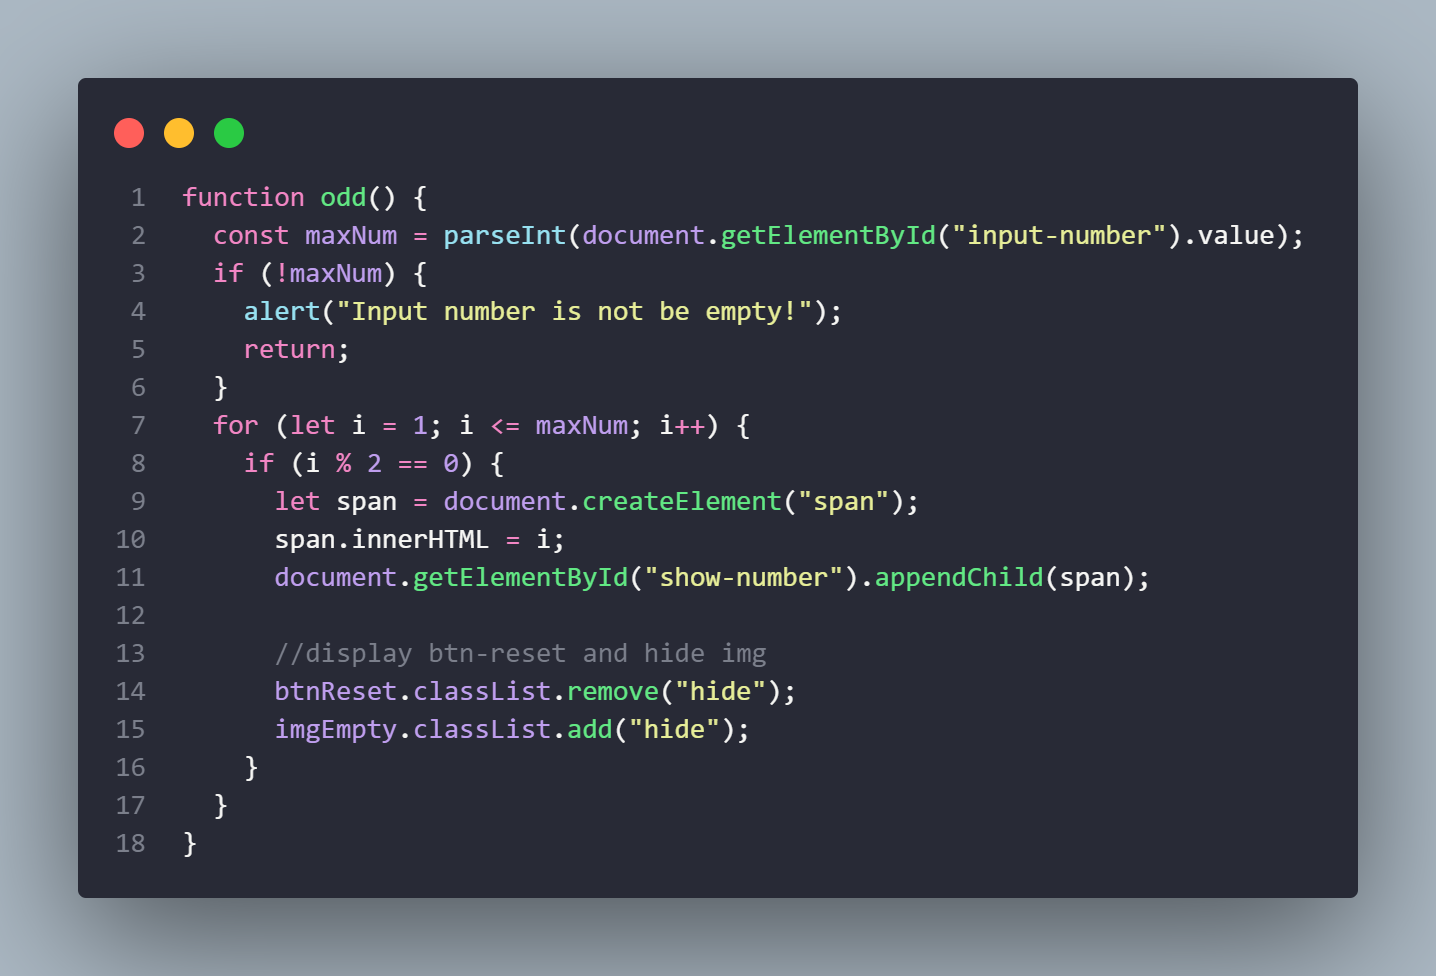 1 function odd() {
2   const maxNum = parseInt(document.getElementById("input-number").value);
3   if (!maxNum) {
4     alert("Input number is not be empty!");
5     return;
6   }
7   for (let i = 1; i <= maxNum; i++) {
8     if (i % 2 == 0) {
9       let span = document.createElement("span");
10       span.innerHTML = i;
11       document.getElementById("show-number").appendChild(span);
12
13       //display btn-reset and hide img
14       btnReset.classList.remove("hide");
15       imgEmpty.classList.add("hide");
16     }
17   }
18 }